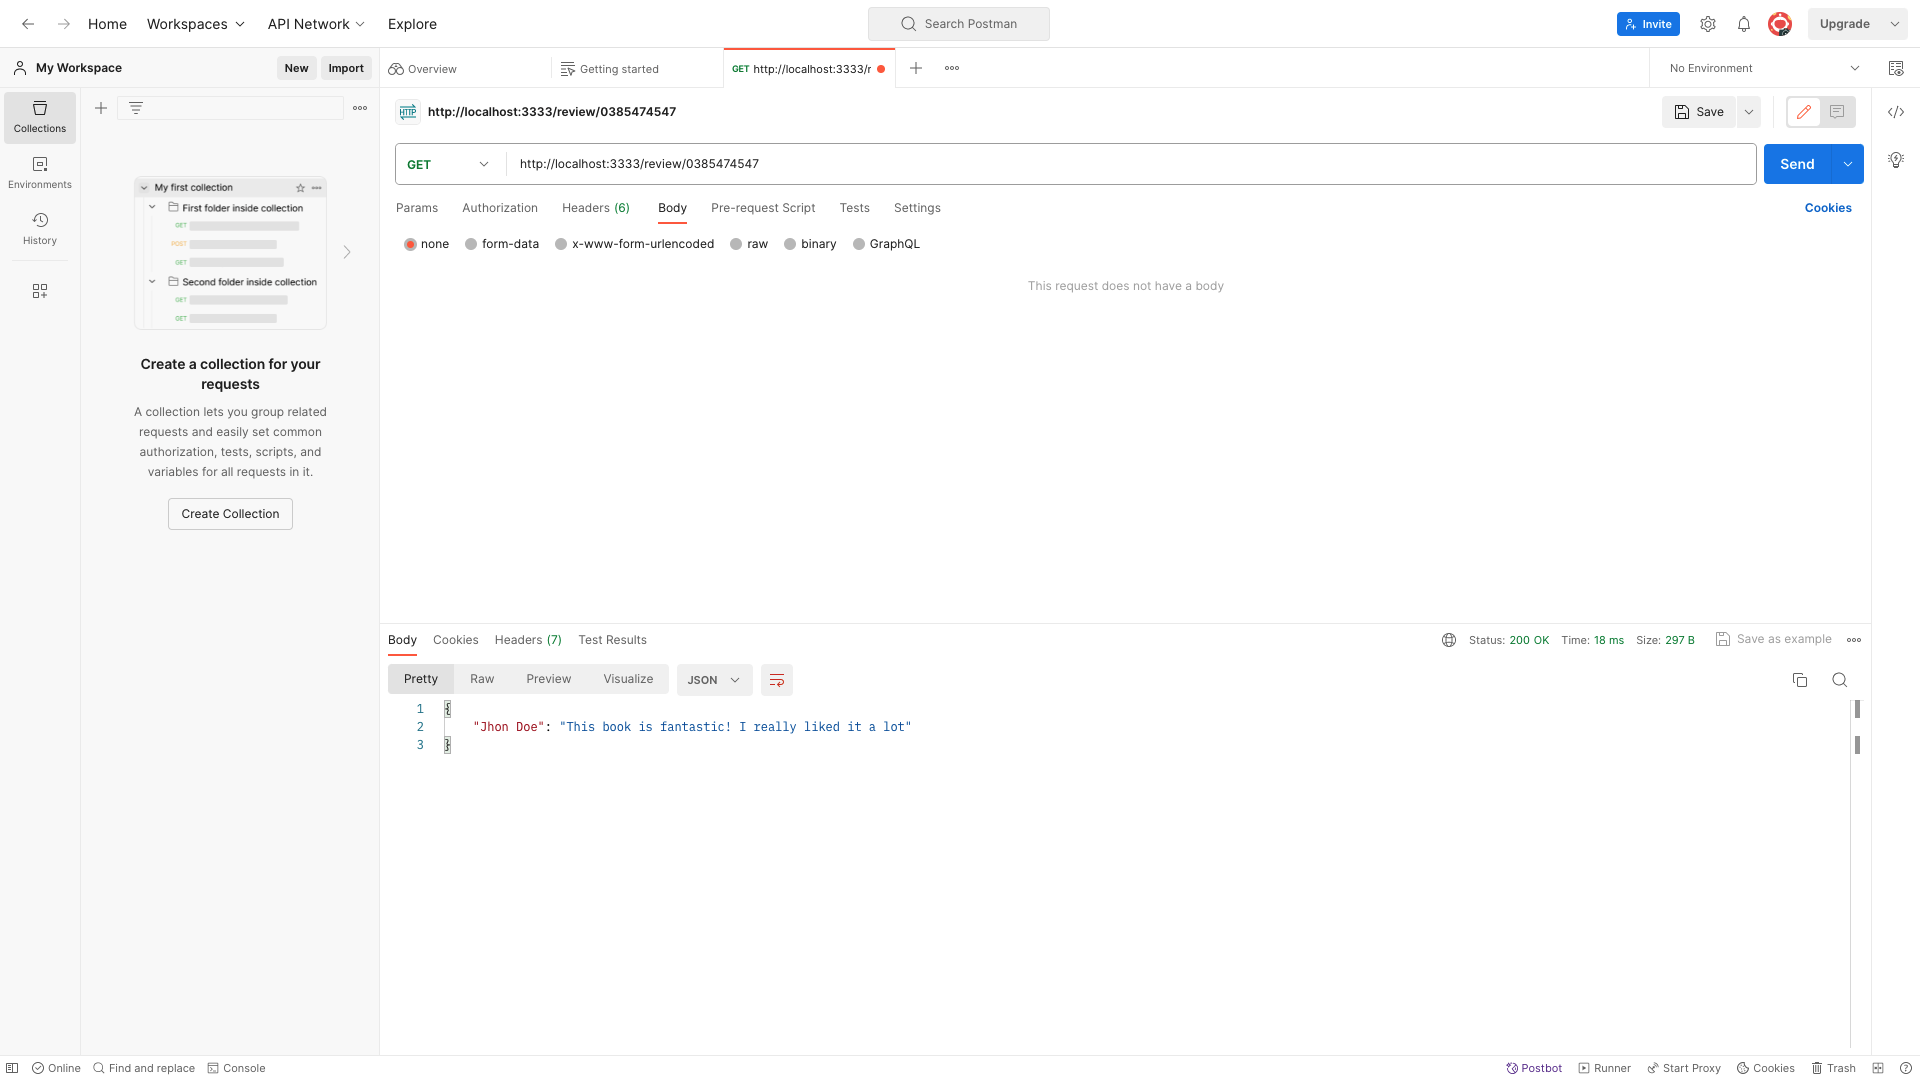 Home Workspaces API Network Explore Search Postman Invite Upgrade
My Workspace New Import Overview Getting started GET http://localhost:3333/r No Environment
Collections
Environments
History
My first collection
First folder inside collection
GET
POST
GET
Second folder inside collection
GET
GET
Create a collection for your
requests
A collection lets you group related
requests and easily set common
authorization, tests, scripts, and
variables for all requests in it.
Create Collection
HTTP http://localhost:3333/review/0385474547 Save
GET http://localhost:3333/review/0385474547 Send
Params Authorization Headers (6) Body Pre-request Script Tests Settings Cookies
none form-data x-www-form-urlencoded raw binary GraphQL
This request does not have a body
Body Cookies Headers (7) Test Results Status: 200 OK Time: 18 ms Size: 297 B Save as example
Pretty Raw Preview Visualize JSON
1 {
2 "Jhon Doe": "This book is fantastic! I really liked it a lot"
3 }
Online Find and replace Console Postbot Runner Start Proxy Cookies Trash